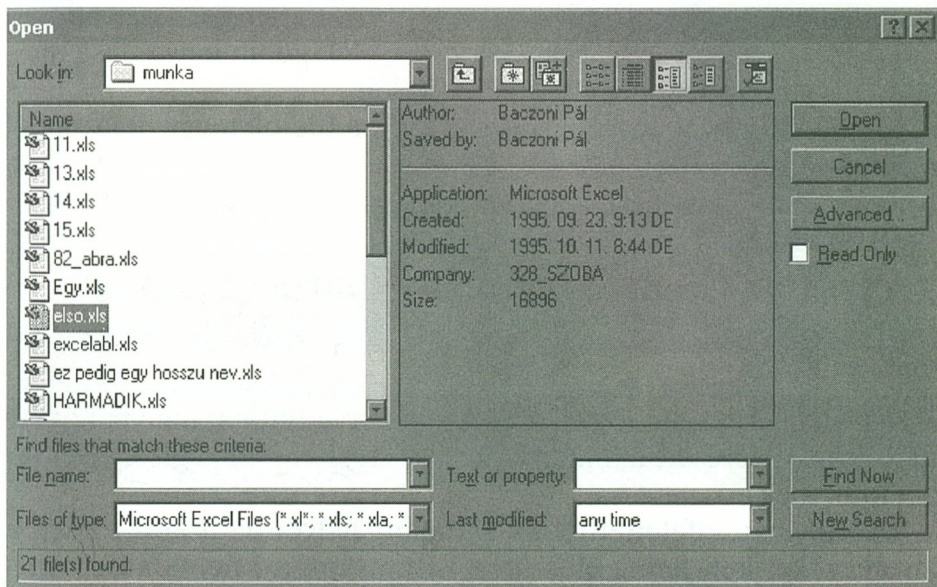 Open
Look in: munka
Name
11.xls
13.xls
14.xls
15.xls
82_abra.xls
Egy.xls
elso.xls
excelabl.xls
ez pedig egy hosszu nev.xls
HARMADIK.xls
Author: Baczoni Pál
Saved by: Baczoni Pál
Application: Microsoft Excel
Created: 1995. 09. 23. 9:13 DE
Modified: 1995. 10. 11. 8:44 DE
Company: 328_SZOBA
Size: 16896
Open
Cancel
Advanced...
Read Only
Find files that match these criteria:
File name: Text or property: Find Now
Files of type: Microsoft Excel Files (*.xl*; *.xls; *.xla; *. Last modified: any time New Search
21 file(s) found.